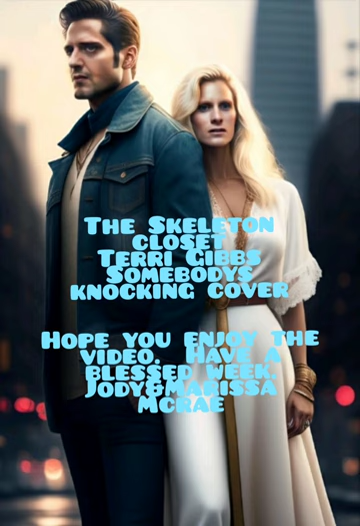 The Skeleton
closet
Terri Gibbs
Somebodys
knocking cover
Hope you enjoy the
video. Have a
blessed week.
Jody&Marissa
McRae